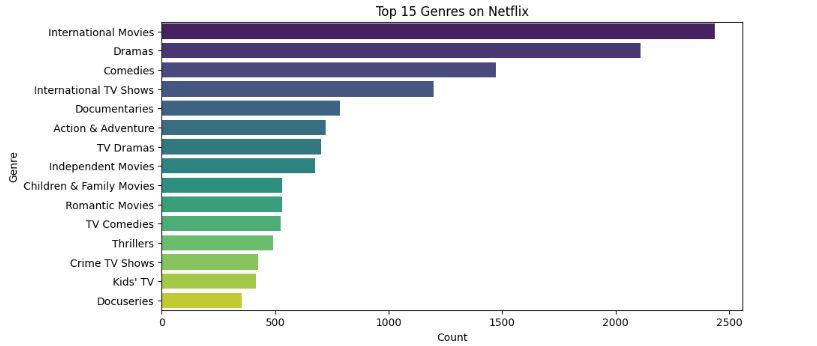 Top 15 Genres on Netflix
Genre
International Movies
Dramas
Comedies
International TV Shows
Documentaries
Action & Adventure
TV Dramas
Independent Movies
Children & Family Movies
Romantic Movies
TV Comedies
Thrillers
Crime TV Shows
Kids' TV
Docuseries
0 500 1000 1500 2000 2500
Count